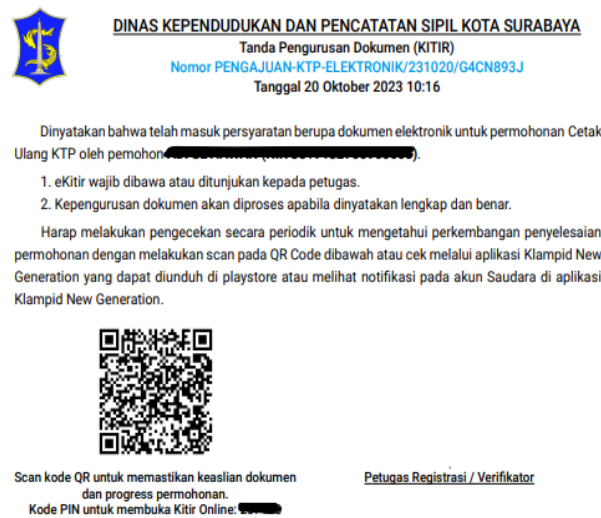 DINAS KEPENDUDUKAN DAN PENCATATAN SIPIL KOTA SURABAYA
Tanda Pengurusan Dokumen (KITIR)
Nomor PENGAJUAN-KTP-ELEKTRONIK/231020/G4CN893J
Tanggal 20 Oktober 2023 10:16
Dinyatakan bahwa telah masuk persyaratan berupa dokumen elektronik untuk permohonan Cetak
Ulang KTP oleh pemohon ).
1. eKitir wajib dibawa atau ditunjukan kepada petugas.
2. Kepengurusan dokumen akan diproses apabila dinyatakan lengkap dan benar.
Harap melakukan pengecekan secara periodik untuk mengetahui perkembangan penyelesaian
permohonan dengan melakukan scan pada QR Code dibawah atau cek melalui aplikasi Klampid New
Generation yang dapat diunduh di playstore atau melihat notifikasi pada akun Saudara di aplikasi
Klampid New Generation.
Scan kode QR untuk memastikan keaslian dokumen
dan progress permohonan.
Kode PIN untuk membuka Kitir Online:
Petugas Registrasi / Verifikator